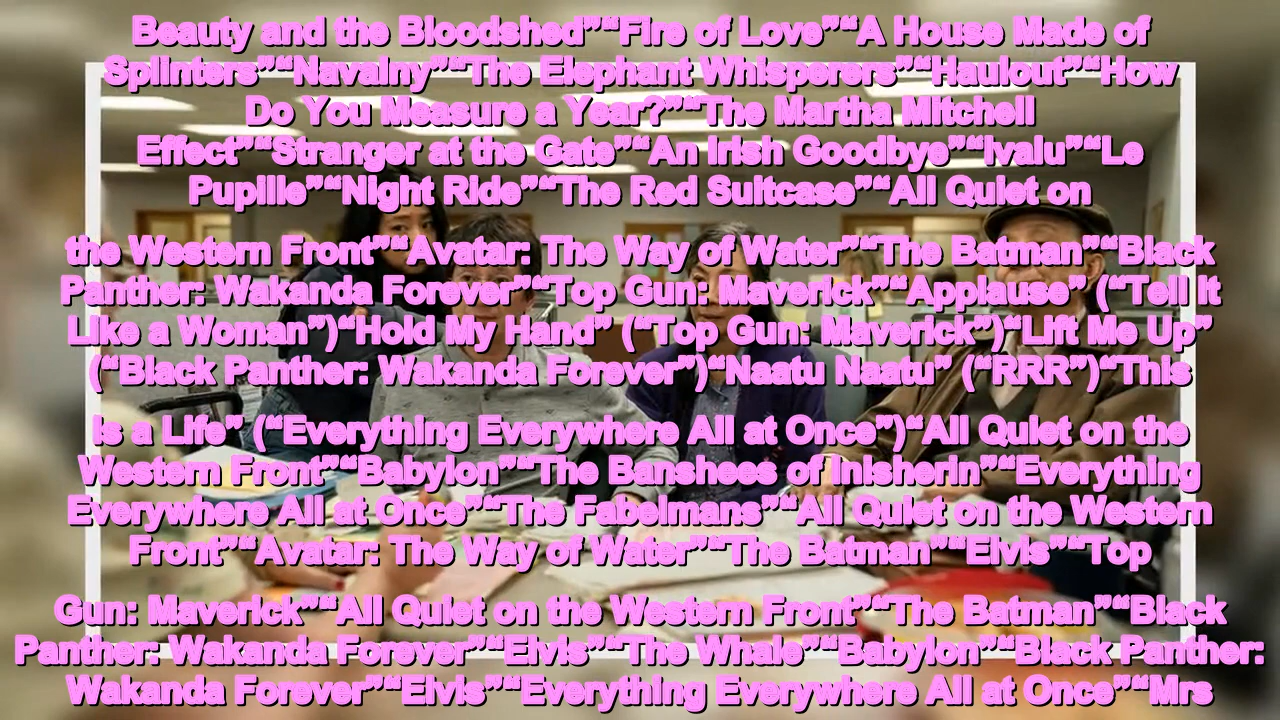 Beauty and the Bloodshed”“Fire of Love”“A House Made of
Splinters”“Navalny”“The Elephant Whisperers”“Haulout”“How
Do You Measure a Year?”“The Martha Mitchell
Effect”“Stranger at the Gate”“An Irish Goodbye”“Ivalu”“Le
Pupille”“Night Ride”“The Red Suitcase”“All Quiet on
the Western Front”“Avatar: The Way of Water”“The Batman”“Black
Panther: Wakanda Forever”“Top Gun: Maverick”“Applause” (“Tell It
Like a Woman”)“Hold My Hand” (“Top Gun: Maverick”)“Lift Me Up”
(“Black Panther: Wakanda Forever”)“Naatu Naatu” (“RRR”)“This
Is a Life” (“Everything Everywhere All at Once”)“All Quiet on the
Western Front”“Babylon”“The Banshees of Inisherin”“Everything
Everywhere All at Once”“The Fabelmans”“All Quiet on the Western
Front”“Avatar: The Way of Water”“The Batman”“Elvis”“Top
Gun: Maverick”“All Quiet on the Western Front”“The Batman”“Black
Panther: Wakanda Forever”“Elvis”“The Whale”“Babylon”“Black Panther:
Wakanda Forever”“Elvis”“Everything Everywhere All at Once”“Mrs